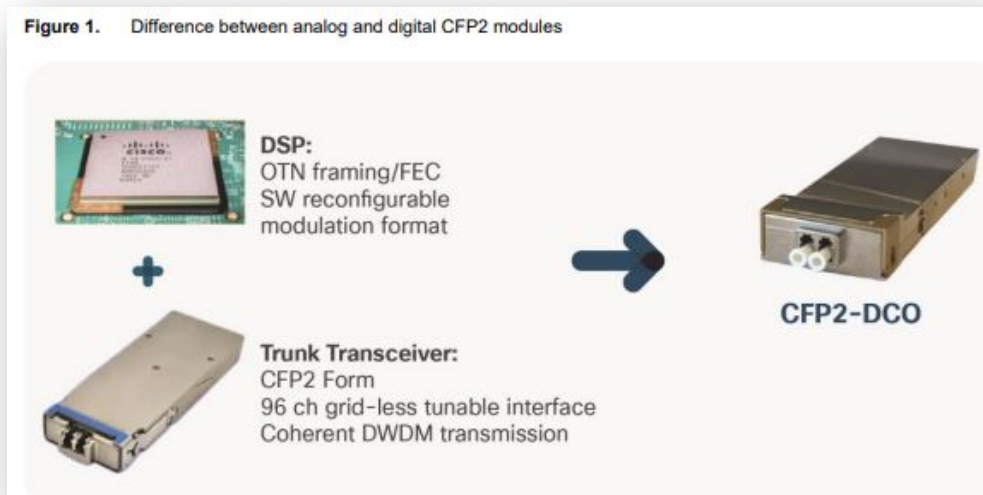 Figure 1. Difference between analog and digital CFP2 modules
CISCO
DSP:
OTN framing/FEC
SW reconfigurable
modulation format
Trunk Transceiver:
CFP2 Form
96 ch grid-less tunable interface
Coherent DWDM transmission
CFP2-DCO